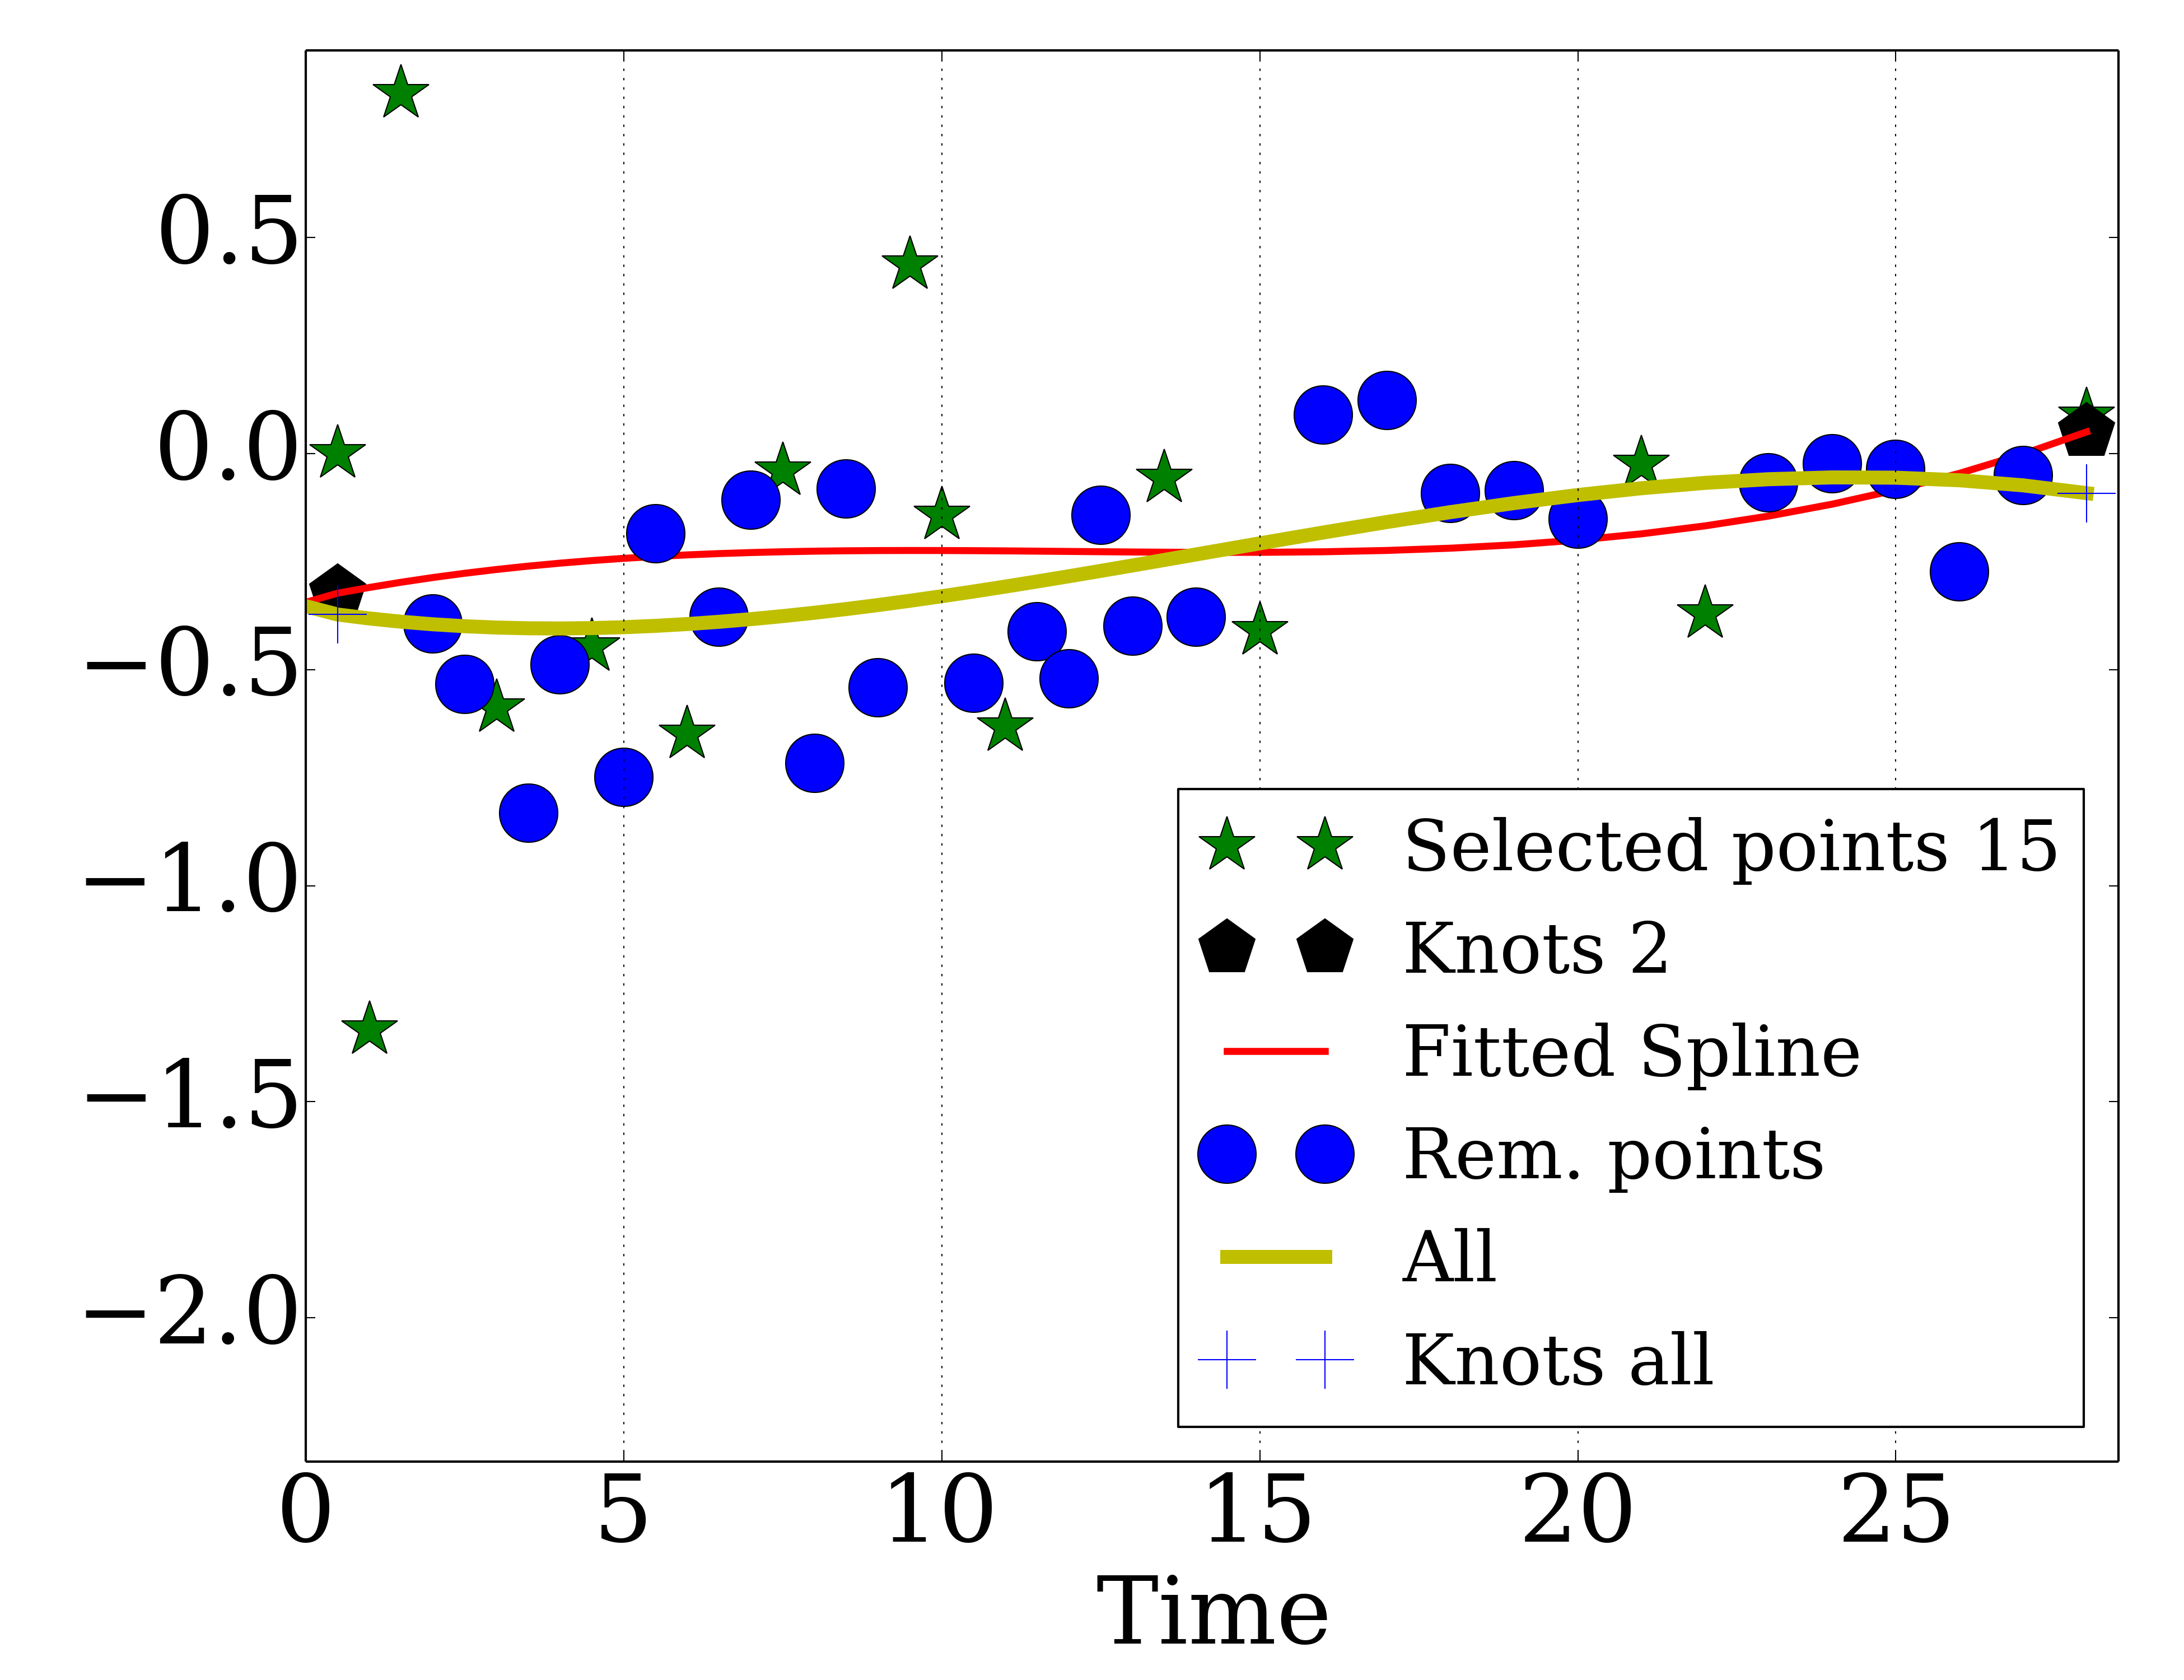 0.5
0.0
−0.5
−1.0
−1.5
−2.0
0 5 10 15 20 25
Time
Selected points 15
Knots 2
Fitted Spline
Rem. points
All
Knots all